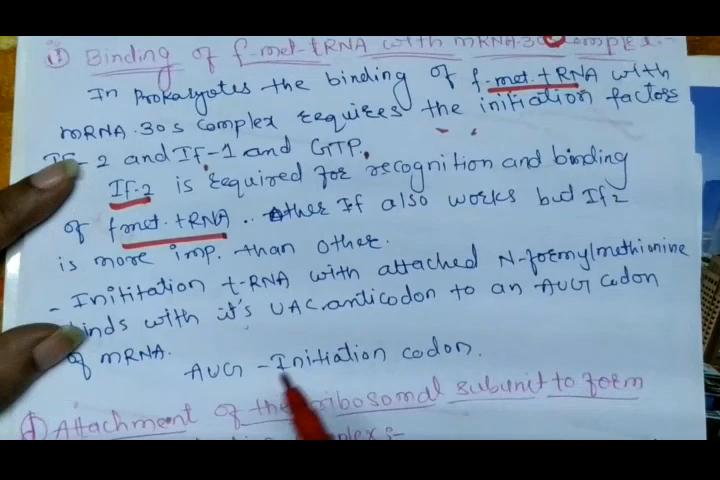 Binding of f-met-tRNA with mRNA.30s complex:-
In Prokaryotes the binding of f-met-tRNA with
mRNA.30s complex requires the initiation factors
IF-2 and If-1 and GTP.
If-2 is required for recognition and binding
of fmet.tRNA.. other If also works but If2
is more imp. than other.
- Inititation t-RNA with attached N-formylmethionine
binds with it's UAC.anticodon to an AUG codon
of mRNA.
AUG - Initiation codon.
Attachment of the ribosomal subunit to form